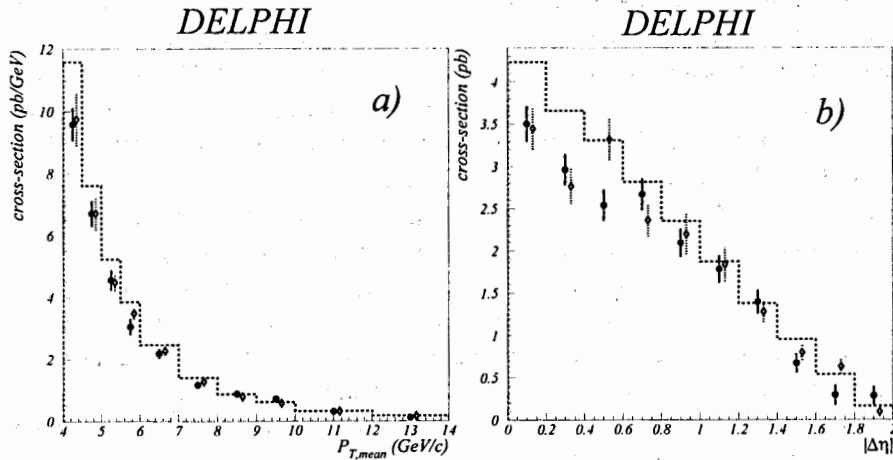 DELPHI
DELPHI
cross-section (pb/GeV)
12
10
8
6
4
2
0
a)
4 5 6 7 8 9 10 11 12 13 14
P_T,mean (GeV/c)
cross-section (pb)
4
3.5
3
2.5
2
1.5
1
0.5
0
b)
0 0.2 0.4 0.6 0.8 1 1.2 1.4 1.6 1.8 2
|Δη|